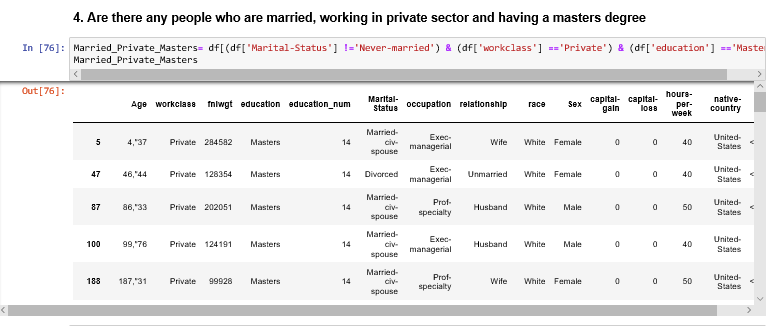 4. Are there any people who are married, working in private sector and having a masters degree
In [76]: Married_Private_Masters= df[(df['Marital-Status'] !='Never-married') & (df['workclass'] =='Private') & (df['education'] =='Master
Married_Private_Masters
Out[76]:
Age workclass fnlwgt education education_num Marital-Status occupation relationship race Sex capital-gain capital-loss hours-per-week native-country
5 4,"37 Private 284582 Masters 14 Married-civ-spouse Exec-managerial Wife White Female 0 0 40 United-States <
47 46,"44 Private 128354 Masters 14 Divorced Exec-managerial Unmarried White Female 0 0 40 United-States <
87 86,"33 Private 202051 Masters 14 Married-civ-spouse Prof-specialty Husband White Male 0 0 50 United-States <
100 99,"76 Private 124191 Masters 14 Married-civ-spouse Exec-managerial Husband White Male 0 0 40 United-States
188 187,"31 Private 99928 Masters 14 Married-civ-spouse Prof-specialty Wife White Female 0 0 50 United-States <